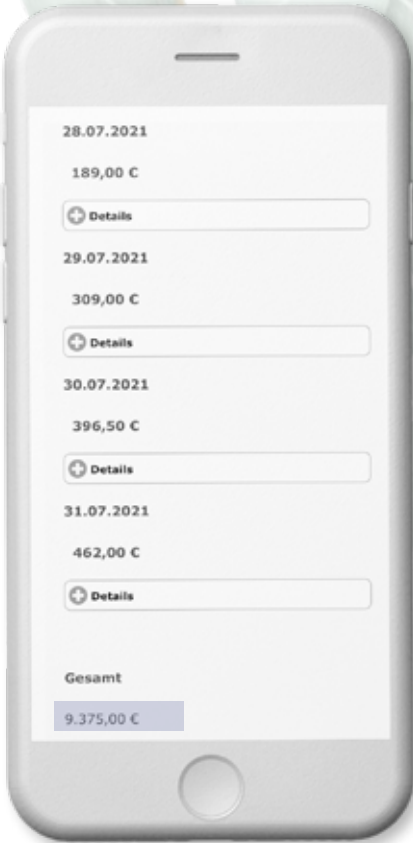 28.07.2021
189,00 €
Details
29.07.2021
309,00 €
Details
30.07.2021
396,50 €
Details
31.07.2021
462,00 €
Details
Gesamt
9.375,00 €